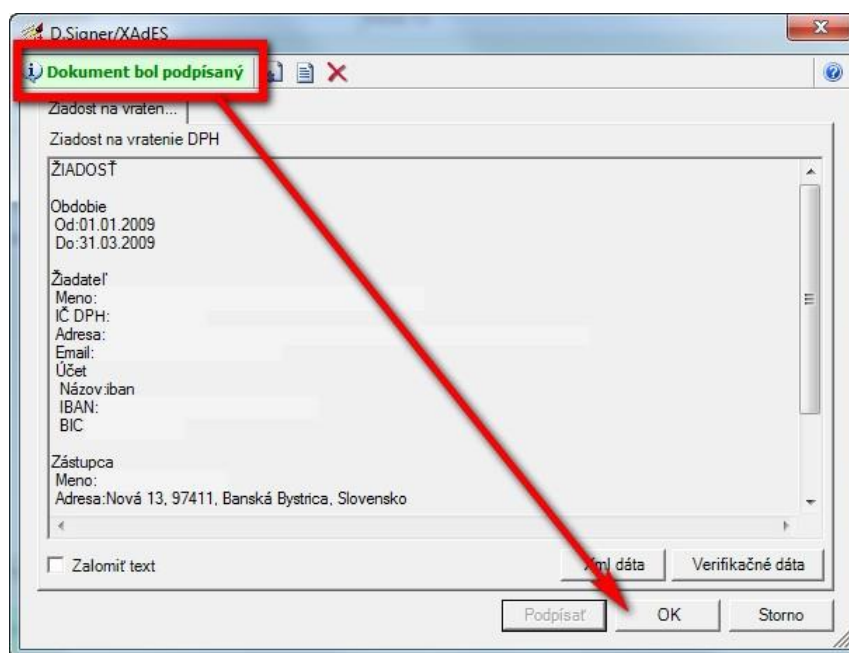 D.Signer/XAdES
Dokument bol podpísaný
Ziadost na vraten...
Ziadost na vratenie DPH
ŽIADOSŤ
Obdobie
Od:01.01.2009
Do:31.03.2009
Žiadateľ
Meno:
IČ DPH:
Adresa:
Email:
Účet
Názov:iban
IBAN:
BIC
Zástupca
Meno:
Adresa:Nová 13, 97411, Banská Bystrica, Slovensko
Zalomiť text
Xml dáta
Verifikačné dáta
Podpísať
OK
Storno